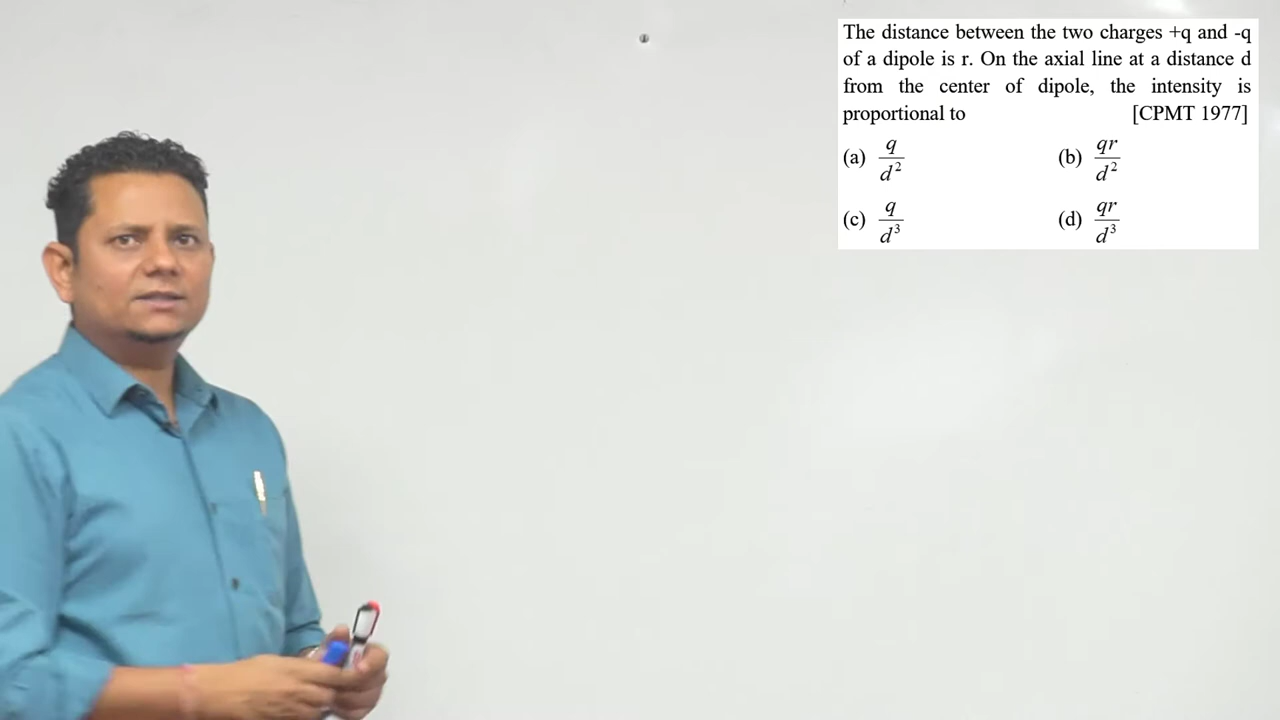 The distance between the two charges +q and -q
of a dipole is r. On the axial line at a distance d
from the center of dipole, the intensity is
proportional to [CPMT 1977]
(a) q/d² (b) qr/d²
(c) q/d³ (d) qr/d³